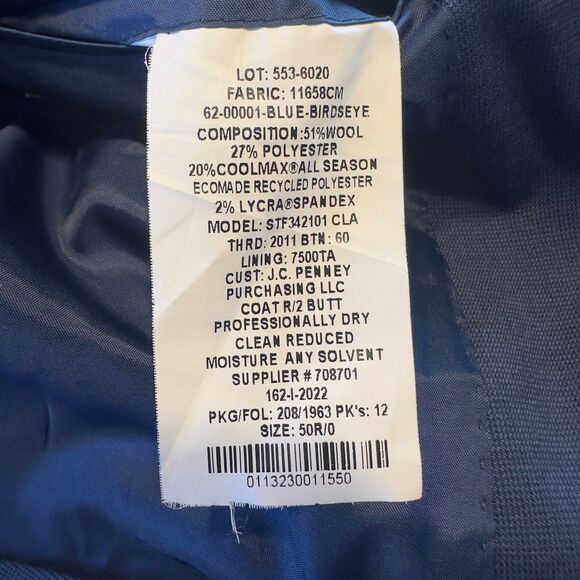 LOT: 553-6020
FABRIC: 11658CM
62-00001-BLUE-BIRDSEYE
COMPOSITION:51%WOOL
27% POLYESTER
20%COOLMAX®ALL SEASON
ECOMADE RECYCLED POLYESTER
2% LYCRA®SPANDEX
MODEL: STF342101 CLA
THRD: 2011 BTN: 60
LINING: 7500TA
CUST: J.C. PENNEY
PURCHASING LLC
COAT R/2 BUTT
PROFESSIONALLY DRY
CLEAN REDUCED
MOISTURE ANY SOLVENT
SUPPLIER # 708701
162-I-2022
PKG/FOL: 208/1963 PK's: 12
SIZE: 50R/0
0113230011550